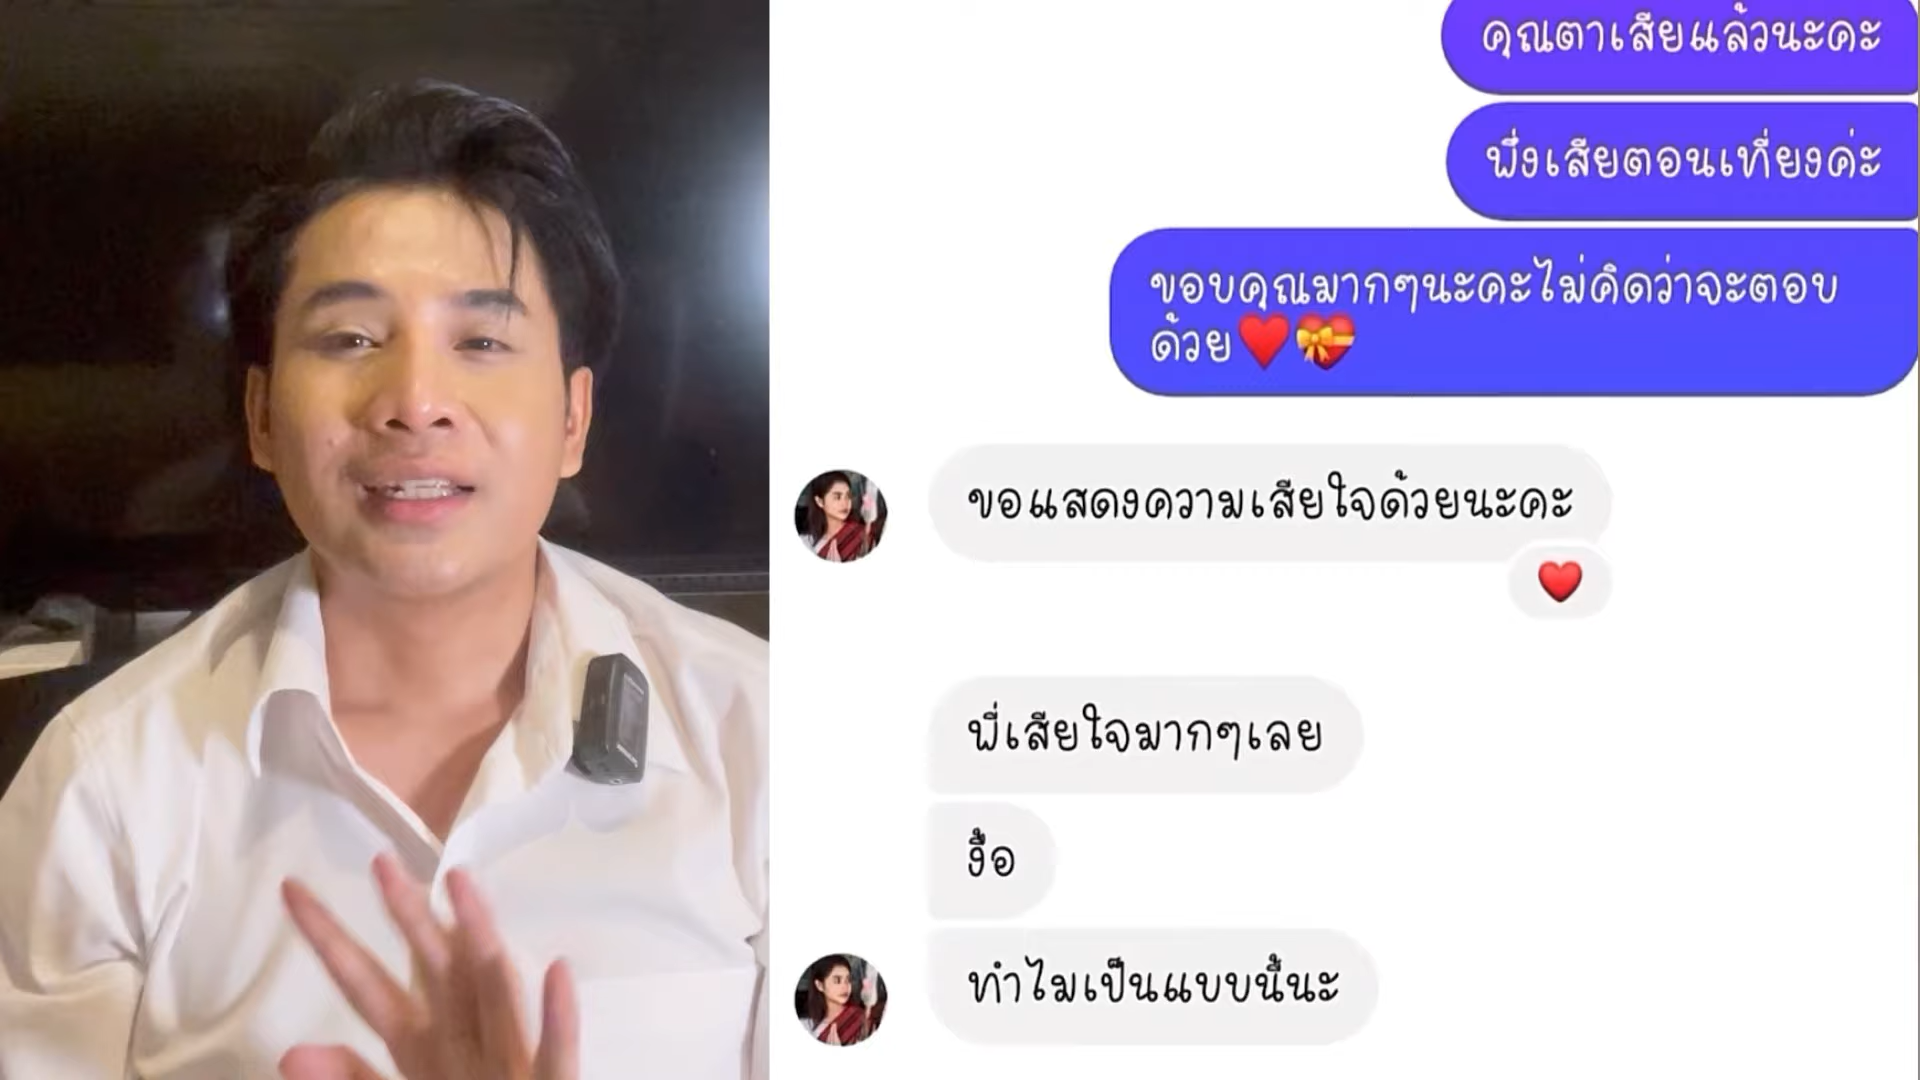 คุณตาเสียแล้วนะคะ
พึ่งเสียตอนเที่ยงค่ะ
ขอบคุณมากๆนะคะไม่คิดว่าจะตอบ
ด้วย❤️💝
ขอแสดงความเสียใจด้วยนะคะ
❤️
พี่เสียใจมากๆเลย
งื้อ
ทำไมเป็นแบบนี้นะ